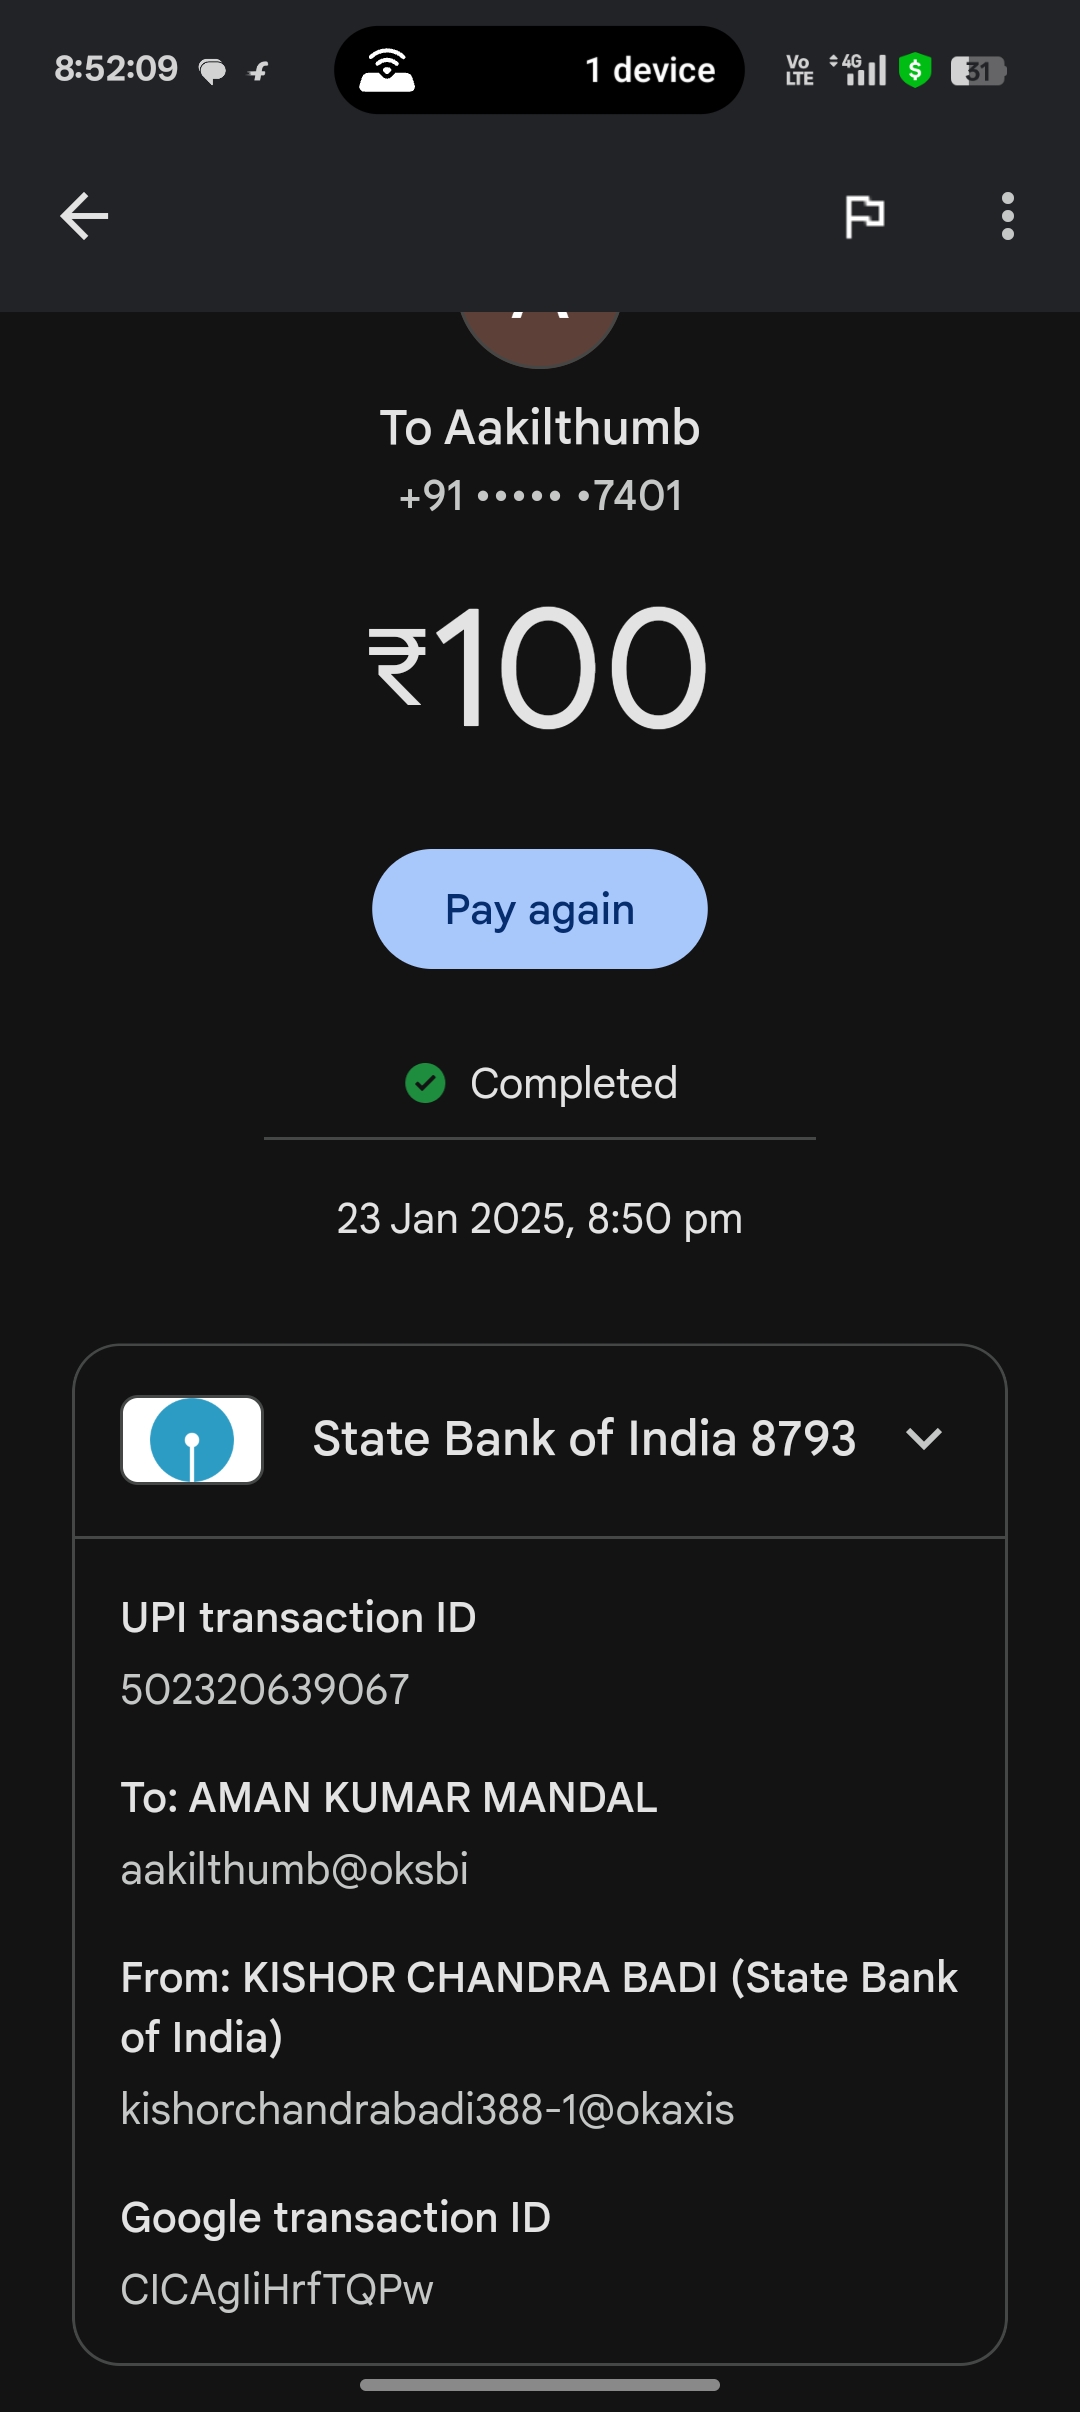 8:52:09
1 device
Vo
LTE
4G
$
31
To Aakilthumb
+91 ••••• •7401
₹100
Pay again
Completed
23 Jan 2025, 8:50 pm
State Bank of India 8793
UPI transaction ID
502320639067
To: AMAN KUMAR MANDAL
aakilthumb@oksbi
From: KISHOR CHANDRA BADI (State Bank
of India)
kishorchandrabadi388-1@okaxis
Google transaction ID
CICAgIiHrfTQPw